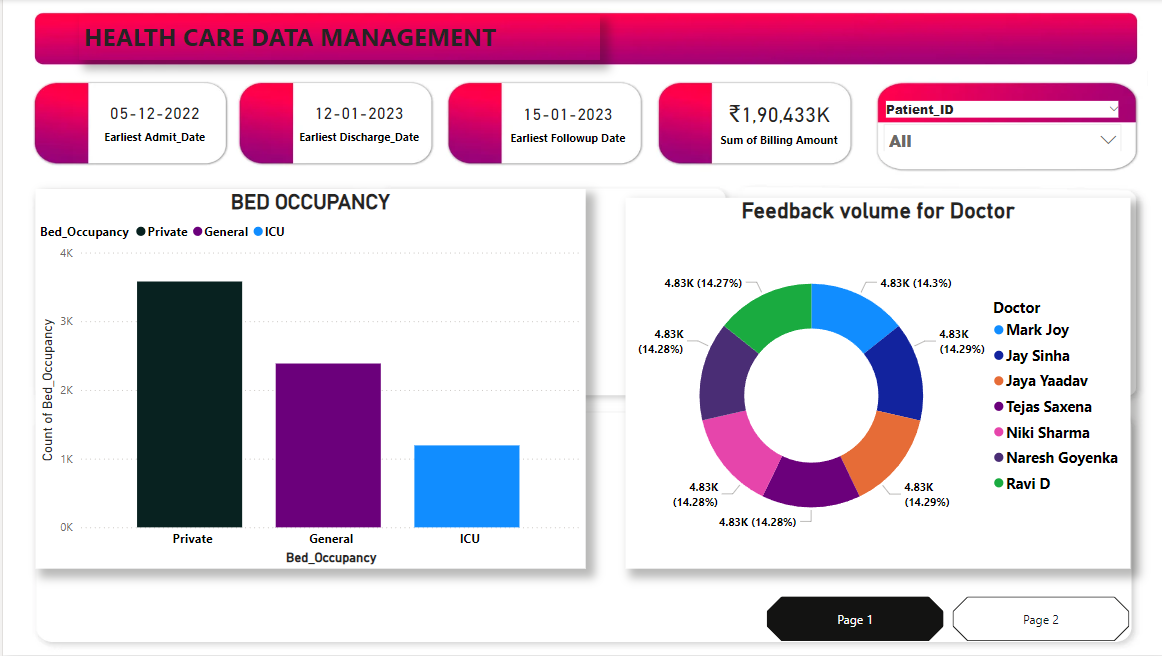 HEALTH CARE DATA MANAGEMENT
05-12-2022
Earliest Admit_Date
12-01-2023
Earliest Discharge_Date
15-01-2023
Earliest Followup Date
₹1,90,433K
Sum of Billing Amount
Patient_ID
All
BED OCCUPANCY
Bed_Occupancy Private General ICU
4K
3K
2K
1K
0K
Count of Bed_Occupancy
Private General ICU
Bed_Occupancy
Feedback volume for Doctor
4.83K (14.27%)
4.83K (14.3%)
4.83K
(14.28%)
4.83K
(14.29%)
4.83K
(14.28%)
4.83K
(14.29%)
4.83K (14.28%)
Doctor
Mark Joy
Jay Sinha
Jaya Yaadav
Tejas Saxena
Niki Sharma
Naresh Goyenka
Ravi D
Page 1
Page 2